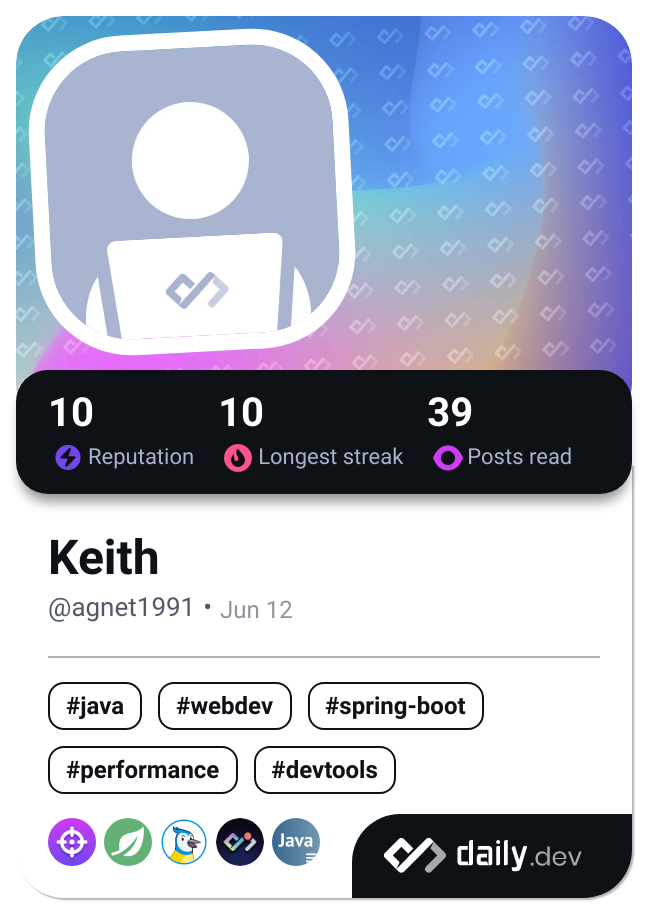 10 10 39
Reputation Longest streak Posts read
Keith
@agnet1991 • Jun 12
#java #webdev #spring-boot
#performance #devtools
Java daily.dev